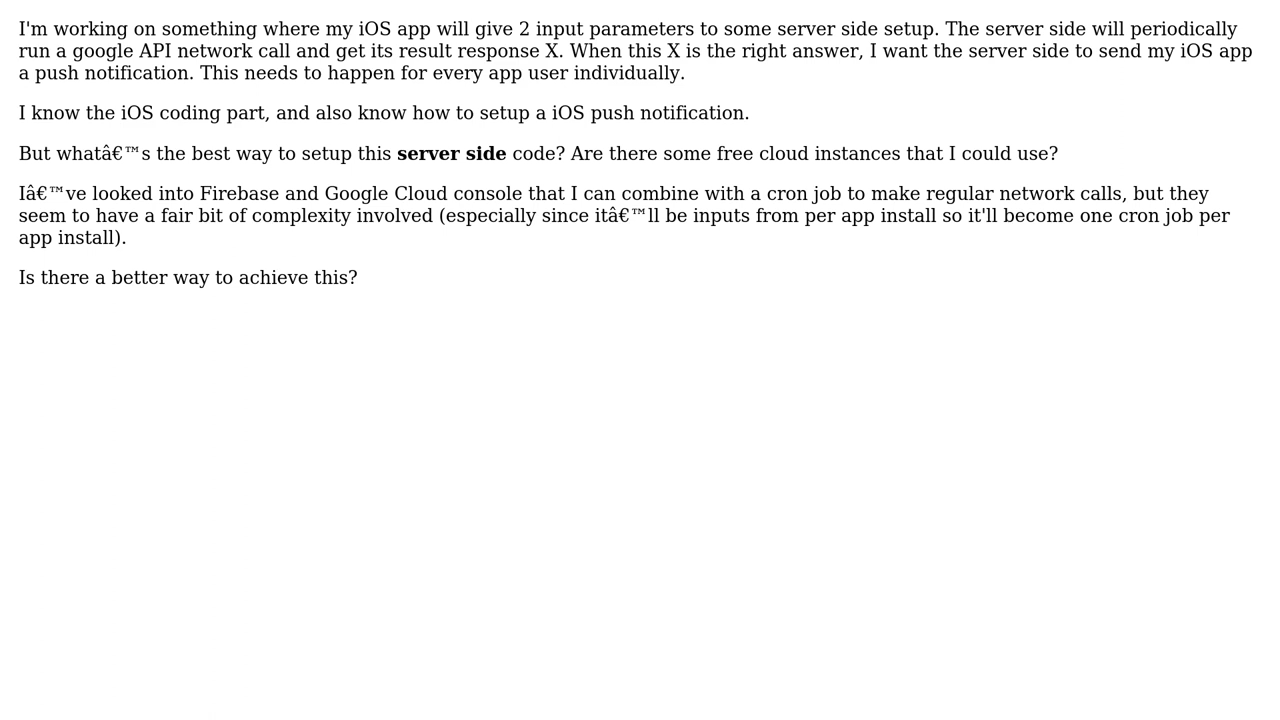 I'm working on something where my iOS app will give 2 input parameters to some server side setup. The server side will periodically
run a google API network call and get its result response X. When this X is the right answer, I want the server side to send my iOS app
a push notification. This needs to happen for every app user individually.
I know the iOS coding part, and also know how to setup a iOS push notification.
But whatâ€™s the best way to setup this server side code? Are there some free cloud instances that I could use?
Iâ€™ve looked into Firebase and Google Cloud console that I can combine with a cron job to make regular network calls, but they
seem to have a fair bit of complexity involved (especially since itâ€™ll be inputs from per app install so it'll become one cron job per
app install).
Is there a better way to achieve this?